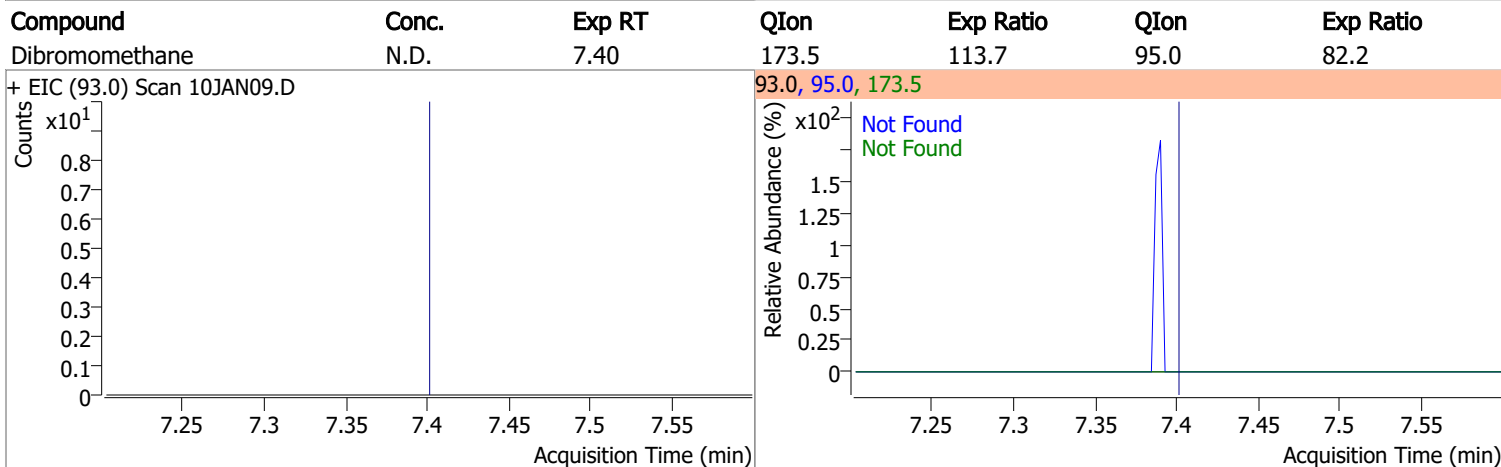 Compound Conc. Exp RT QIon Exp Ratio QIon Exp Ratio
Dibromomethane N.D. 7.40 173.5 113.7 95.0 82.2
+ EIC (93.0) Scan 10JAN09.D
Counts
x10¹
0.8
0.7
0.6
0.5
0.4
0.3
0.2
0.1
0
7.25 7.3 7.35 7.4 7.45 7.5 7.55
Acquisition Time (min)
93.0, 95.0, 173.5
Relative Abundance (%)
x10²
Not Found
Not Found
1.5
1.25
1
0.75
0.5
0.25
0
7.25 7.3 7.35 7.4 7.45 7.5 7.55
Acquisition Time (min)